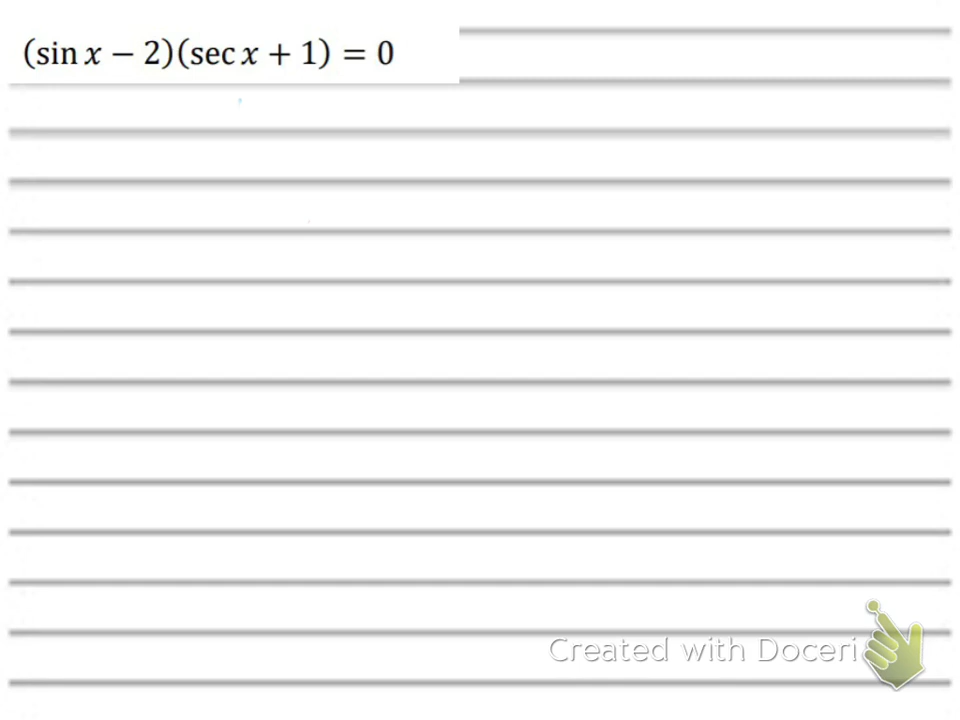 (sin x − 2)(sec x + 1) = 0
Created with Doceri